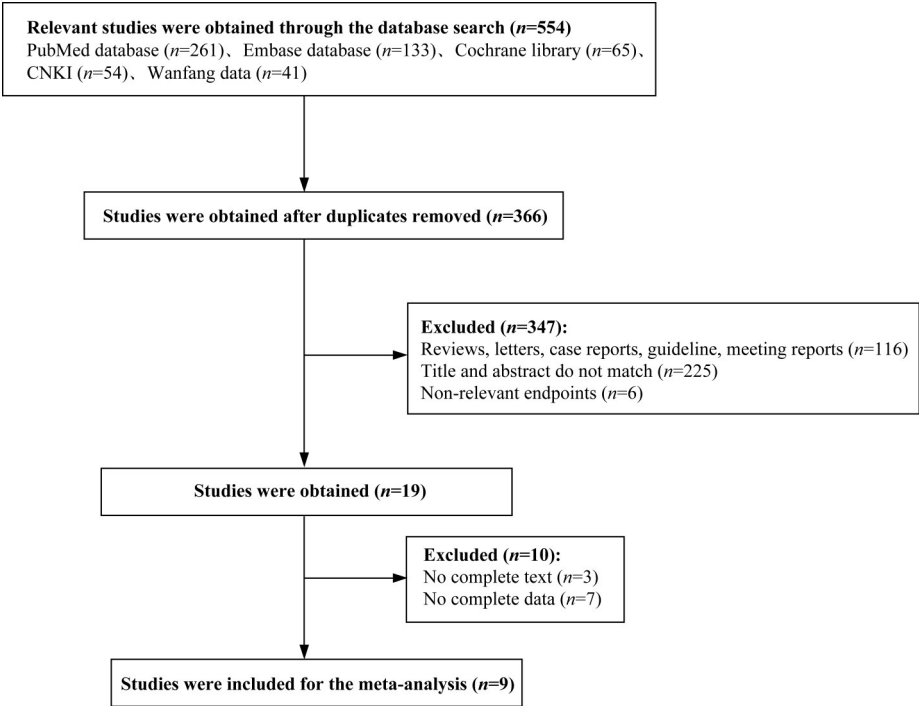 Relevant studies were obtained through the database search (n=554)
PubMed database (n=261)、Embase database (n=133)、Cochrane library (n=65)、
CNKI (n=54)、Wanfang data (n=41)
Studies were obtained after duplicates removed (n=366)
Excluded (n=347):
Reviews, letters, case reports, guideline, meeting reports (n=116)
Title and abstract do not match (n=225)
Non-relevant endpoints (n=6)
Studies were obtained (n=19)
Excluded (n=10):
No complete text (n=3)
No complete data (n=7)
Studies were included for the meta-analysis (n=9)